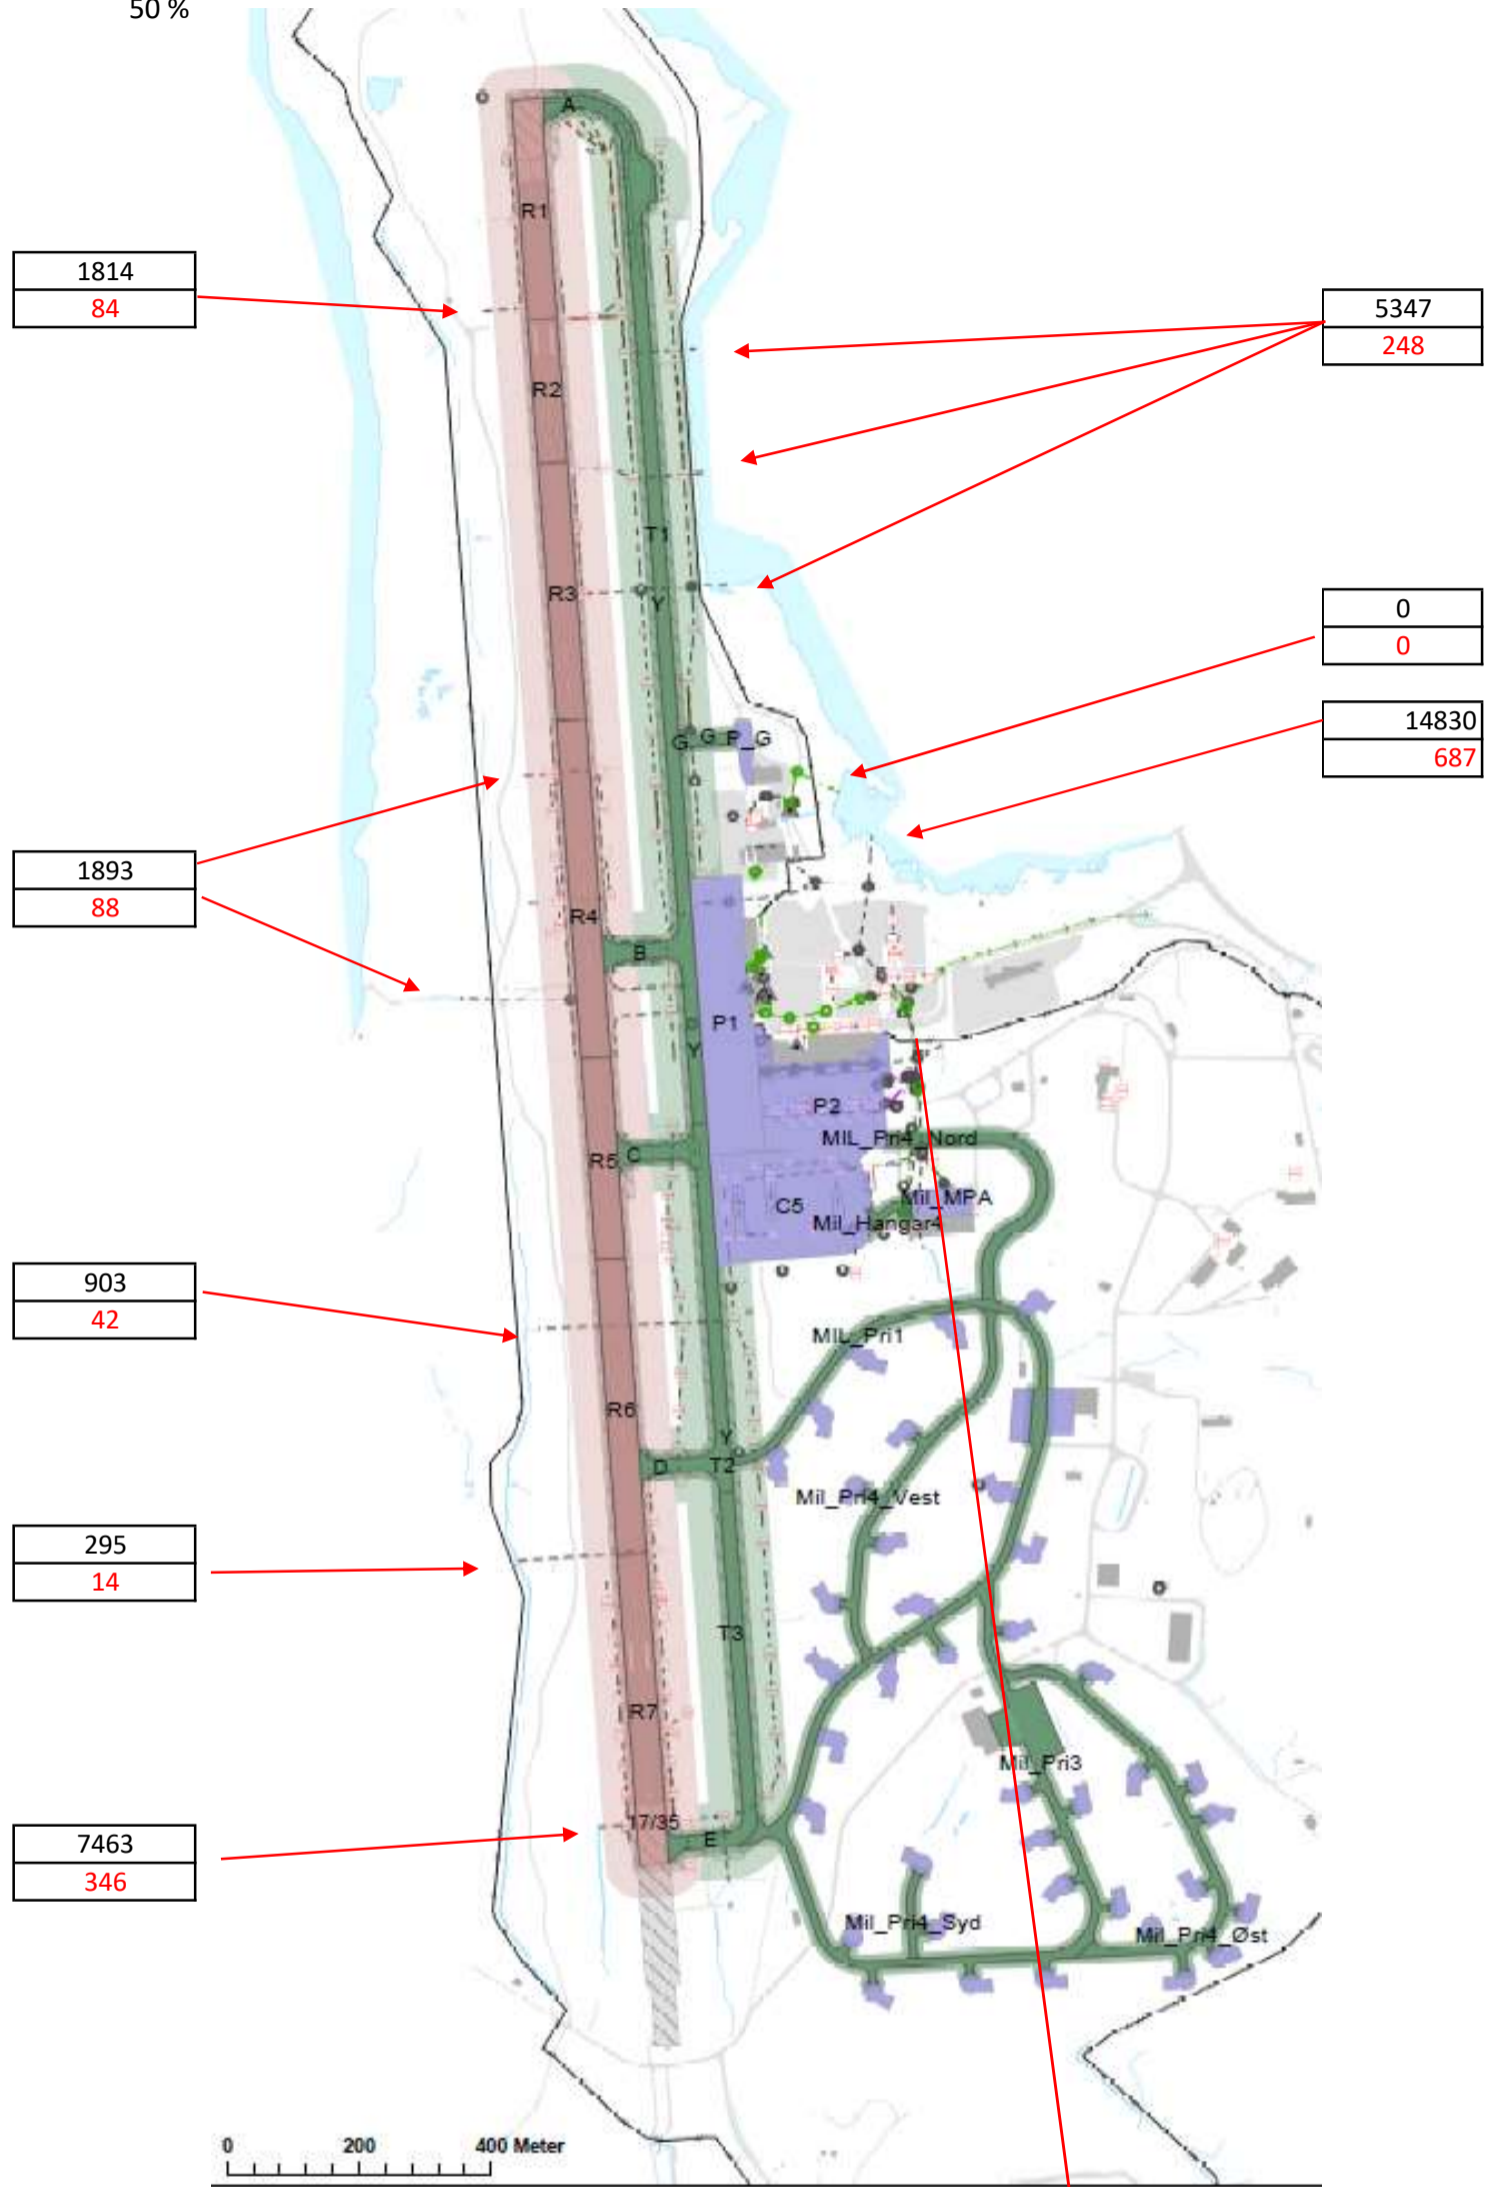 50 %
A
R1
1814
84
5347
248
R2
T1
R3
Y
0
0
14830
687
G G P_G
1893
88
R4
B
P1
Y
P2
MIL_Pri4_Nord
R5 C
Mil_MPA
C5
Mil_Hangar4
903
42
MIL_Pri1
R6
Y
D T2
Mil_Pri4_Vest
295
14
T3
R7
Mil_Pri3
17/35
E
7463
346
Mil_Pri4_Syd
Mil_Pri4_Øst
0 200 400 Meter